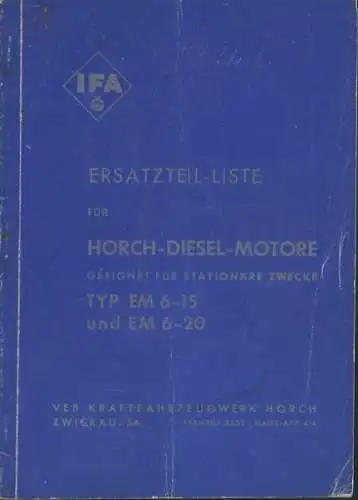 IFA
ERSATZTEIL-LISTE
FÜR
HORCH-DIESEL-MOTORE
GEEIGNET FÜR STATIONÄRE ZWECKE
TYP EM 6-15
und EM 6-20
VEB KRAFTFAHRZEUGWERK HORCH
ZWICKAU/SA.